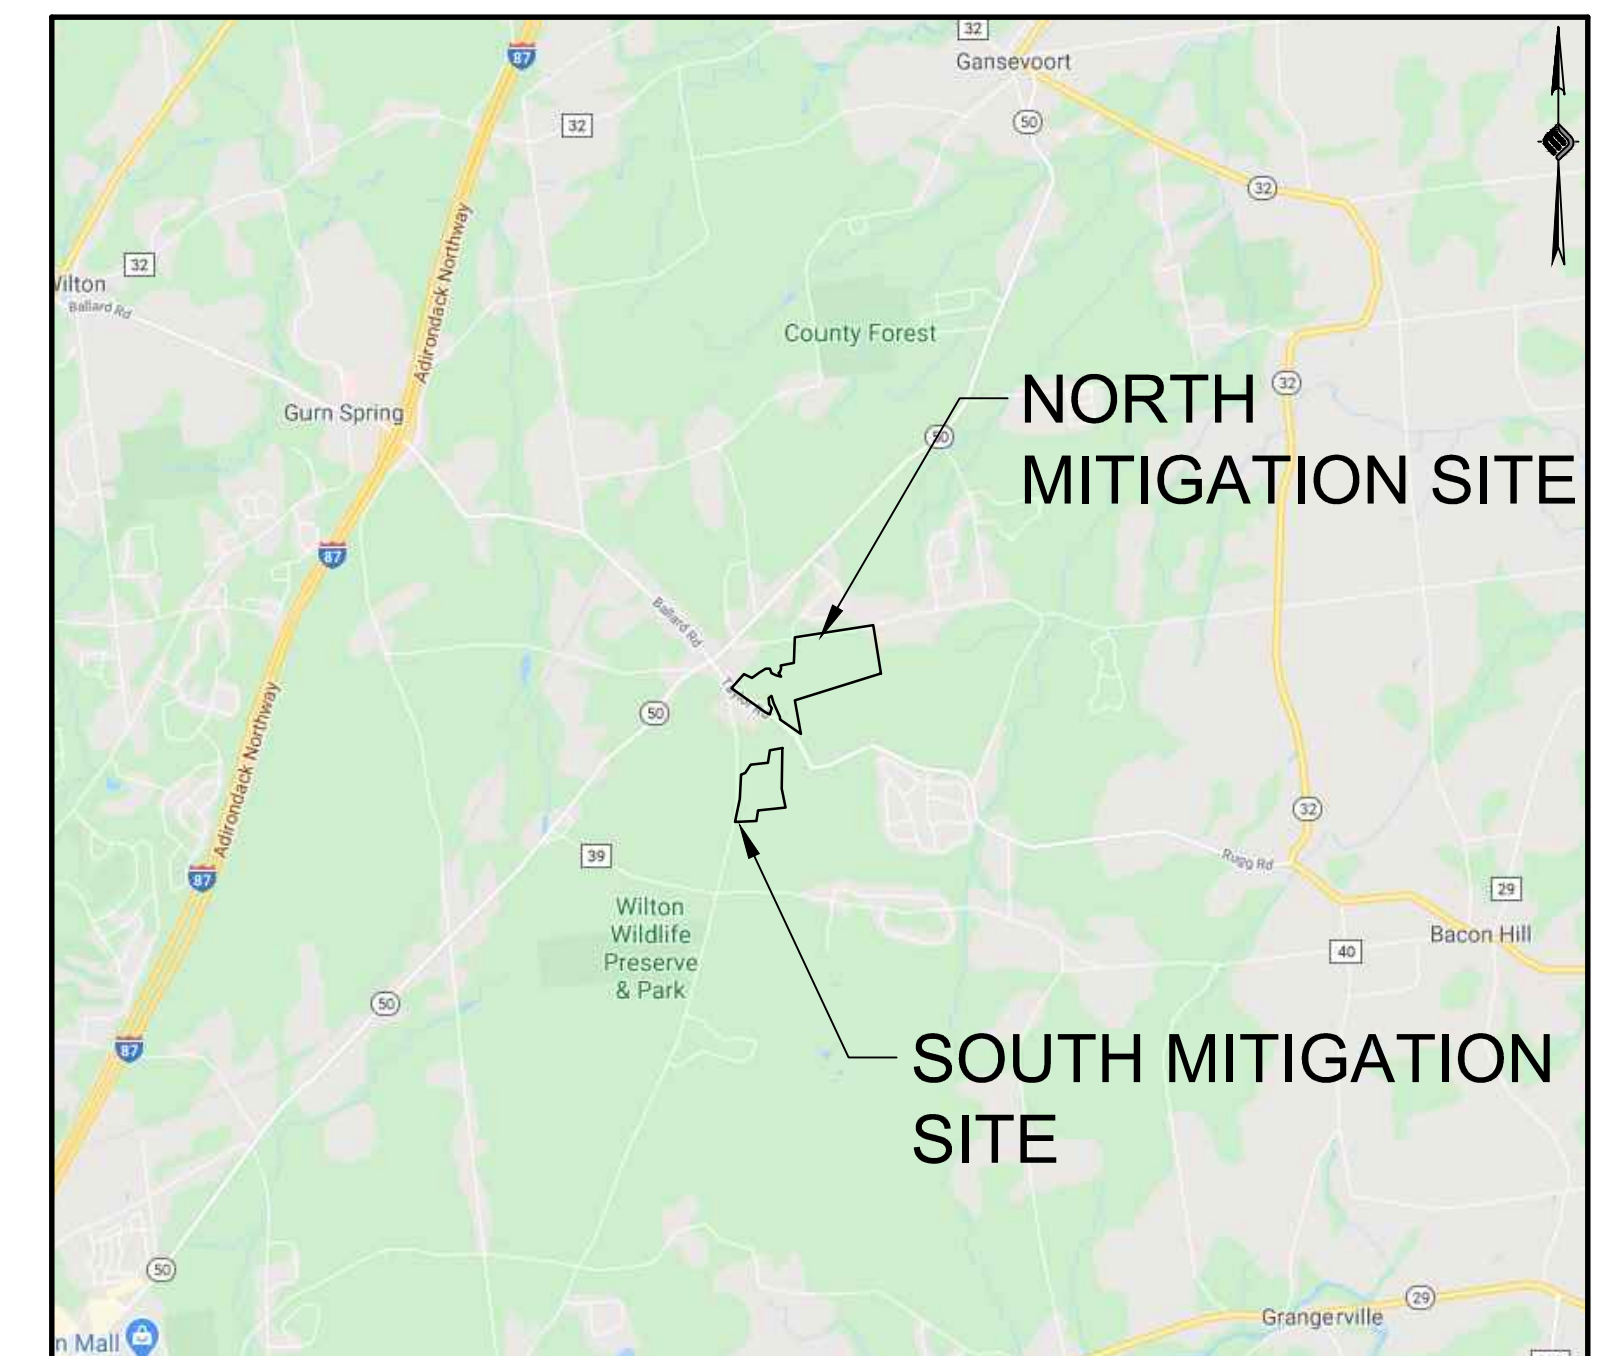 32
Gansevoort
87
32
50
32
32
Wilton
Ballard Rd
Adirondack Northway
County Forest
32
NORTH
MITIGATION SITE
Gurn Spring
50
87
Ballard Rd
Taylor Rd
50
Adirondack Northway
32
39
Rugg Rd
87
29
Wilton
Wildlife
Preserve
& Park
Bacon Hill
40
50
87
SOUTH MITIGATION
SITE
50
29
Grangerville
n Mall